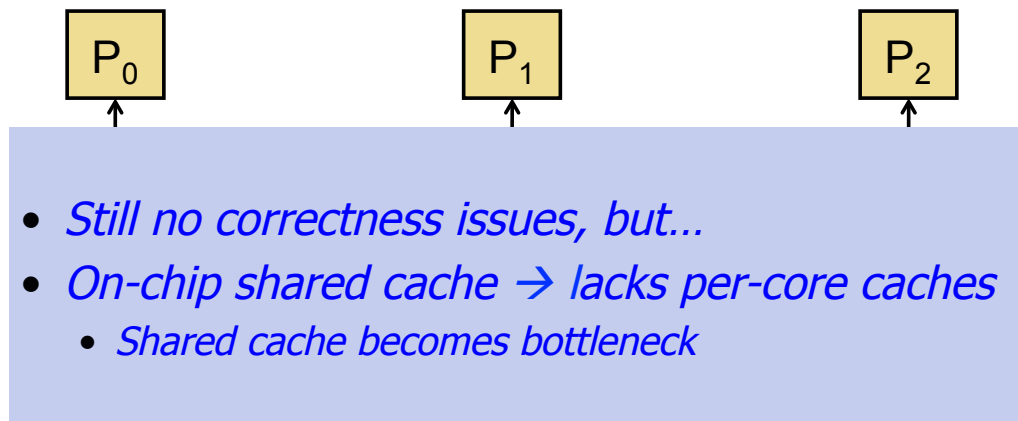 P₀ P₁ P₂
• Still no correctness issues, but…
• On-chip shared cache → lacks per-core caches
• Shared cache becomes bottleneck